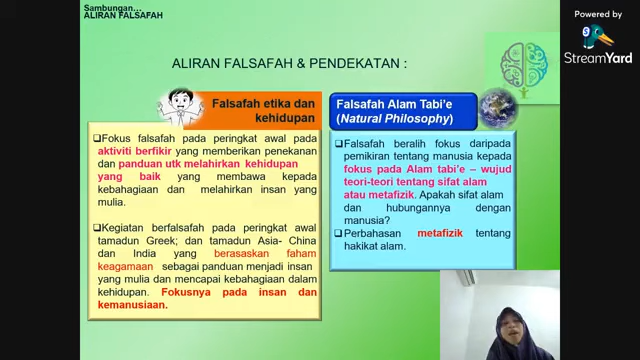 Sambungan…
ALIRAN FALSAFAH
ALIRAN FALSAFAH & PENDEKATAN :
Falsafah etika dan
kehidupan
❑Fokus falsafah pada peringkat awal pada
aktiviti berfikir yang memberikan penekanan
dan panduan utk melahirkan kehidupan
yang baik yang membawa kepada
kebahagiaan dan melahirkan insan yang
mulia.
❑Kegiatan berfalsafah pada peringkat awal
tamadun Greek; dan tamadun Asia- China
dan India yang berasaskan faham
keagamaan sebagai panduan menjadi insan
yang mulia dan mencapai kebahagiaan dalam
kehidupan. Fokusnya pada insan dan
kemanusiaan.
Falsafah Alam Tabi’e
(Natural Philosophy)
❑Falsafah beralih fokus daripada
pemikiran tentang manusia kepada
fokus pada Alam tabi’e – wujud
teori-teori tentang sifat alam
atau metafizik. Apakah sifat alam
dan hubungannya dengan
manusia?
❑Perbahasan metafizik tentang
hakikat alam.
Powered by
StreamYard